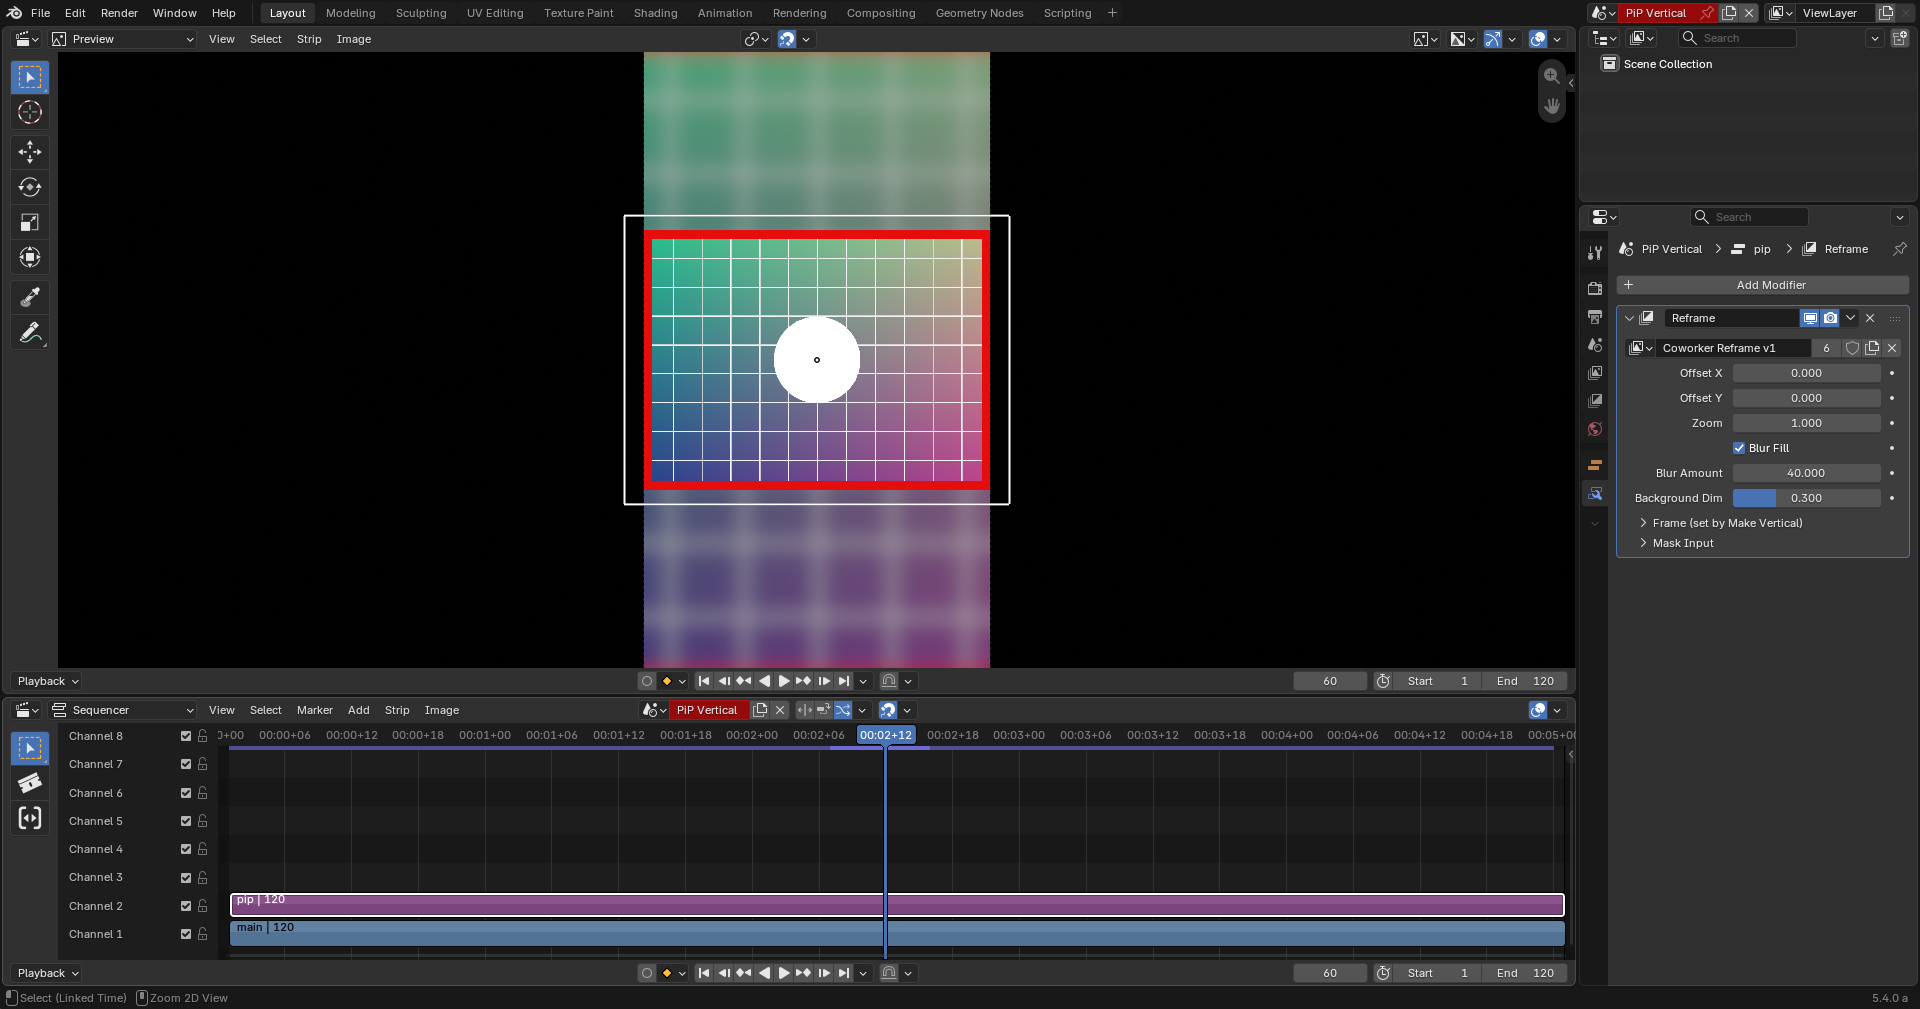 File Edit Render Window Help Layout Modeling Sculpting UV Editing Texture Paint Shading Animation Rendering Compositing Geometry Nodes Scripting PiP Vertical ViewLayer
Preview View Select Strip Image
Search
Scene Collection
Search
PiP Vertical pip Reframe
Add Modifier
Reframe
Coworker Reframe v1 6
Offset X 0.000
Offset Y 0.000
Zoom 1.000
Blur Fill
Blur Amount 40.000
Background Dim 0.300
Frame (set by Make Vertical)
Mask Input
Playback 60 Start 1 End 120
Sequencer View Select Marker Add Strip Image PiP Vertical
0+00 00:00+06 00:00+12 00:00+18 00:01+00 00:01+06 00:01+12 00:01+18 00:02+00 00:02+06 00:02+12 00:02+18 00:03+00 00:03+06 00:03+12 00:03+18 00:04+00 00:04+06 00:04+12 00:04+18 00:05+00
Channel 8
Channel 7
Channel 6
Channel 5
Channel 4
Channel 3
Channel 2 pip | 120
Channel 1 main | 120
Playback 60 Start 1 End 120
Select (Linked Time) Zoom 2D View 5.4.0 a